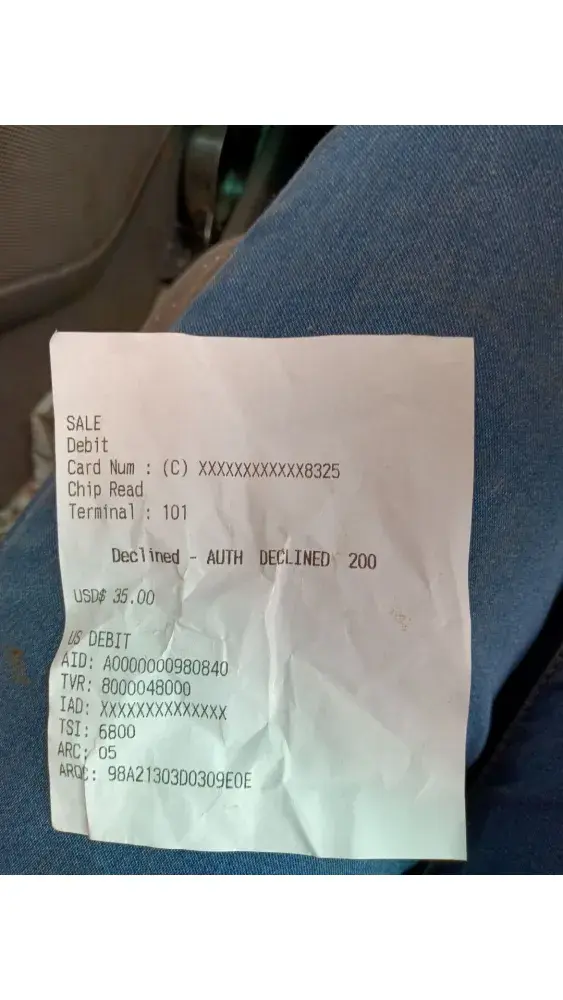 SALE
Debit
Card Num : (C) XXXXXXXXXXXX8325
Chip Read
Terminal : 101
Declined - AUTH DECLINED 200
USD$ 35.00
US DEBIT
AID: A0000000980840
TVR: 8000048000
IAD: XXXXXXXXXXXXXX
TSI: 6800
ARC: 05
ARQC: 98A21303D0309E0E